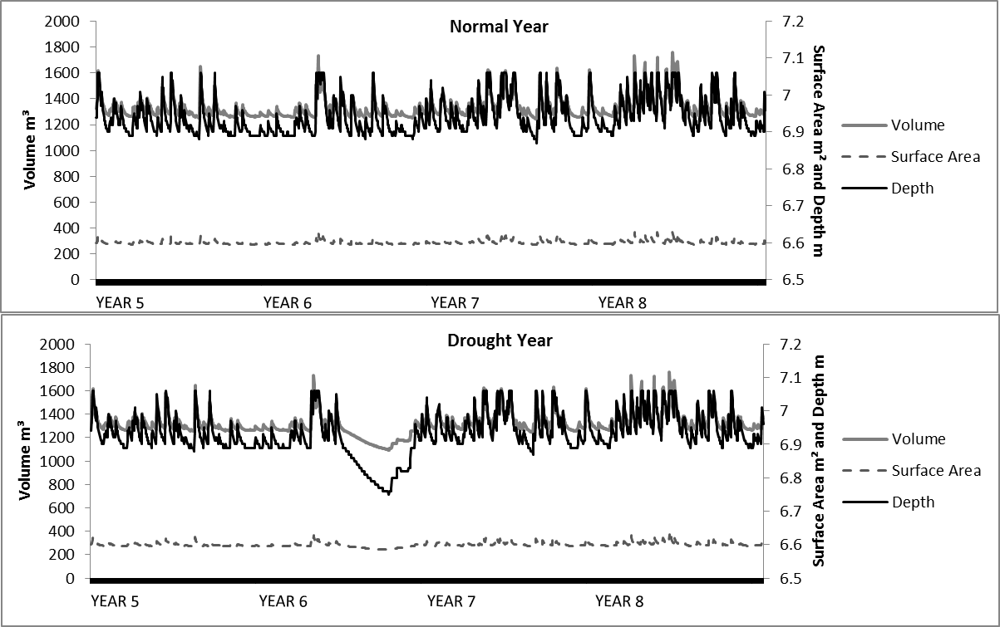 Normal Year
Volume m³
2000
1800
1600
1400
1200
1000
800
600
400
200
0
7.2
7.1
7
6.9
6.8
6.7
6.6
6.5
Surface Area m² and Depth m
YEAR 5 YEAR 6 YEAR 7 YEAR 8
Volume
Surface Area
Depth
Drought Year
Volume m³
2000
1800
1600
1400
1200
1000
800
600
400
200
0
7.2
7.1
7
6.9
6.8
6.7
6.6
6.5
Surface Area m² and Depth m
YEAR 5 YEAR 6 YEAR 7 YEAR 8
Volume
Surface Area
Depth